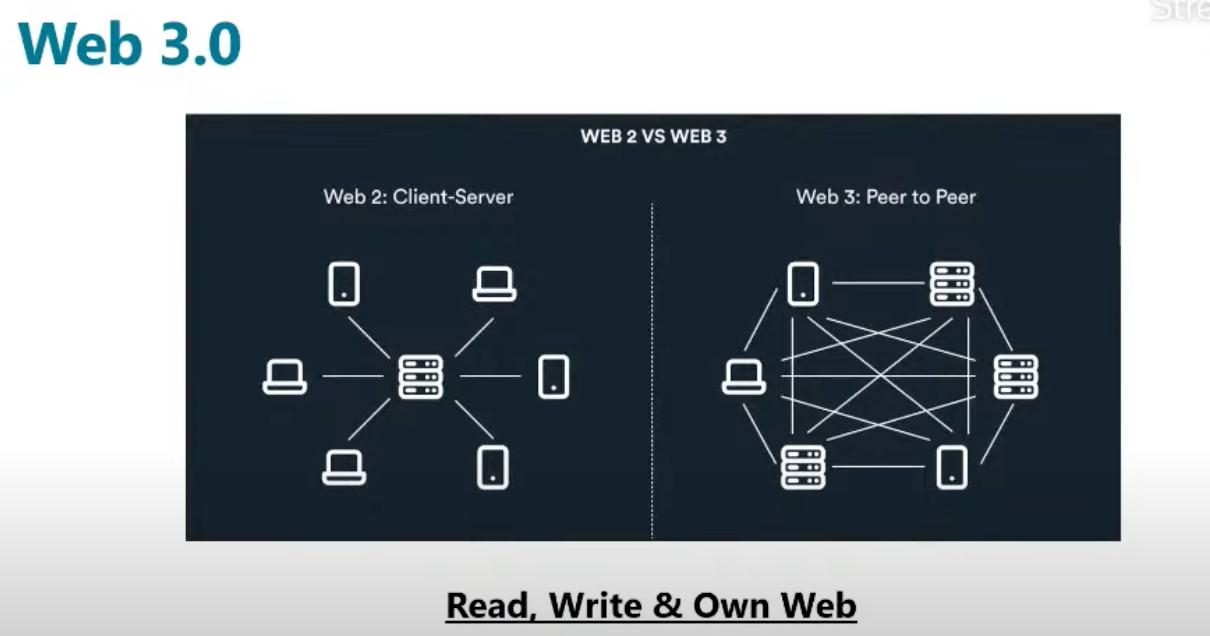 Web 3.0
WEB 2 VS WEB 3
Web 2: Client-Server
Web 3: Peer to Peer
Read, Write & Own Web